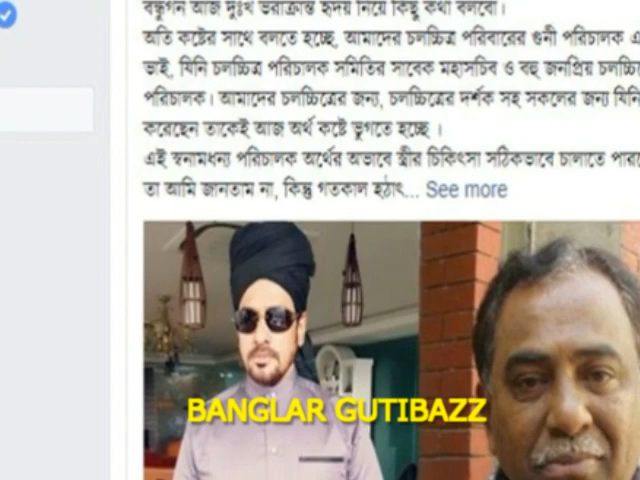 বন্ধুগন আজ দুঃখ ভরাক্রান্ত হৃদয় নিয়ে কিছু কথা বলবো।
অতি কষ্টের সাথে বলতে হচ্ছে, আমাদের চলচ্চিত্র পরিবারের গুনী পরিচালক
ভাই, যিনি চলচ্চিত্র পরিচালক সমিতির সাবেক মহাসচিব ও বহু জনপ্রিয়
পরিচালক। আমাদের চলচ্চিত্রের জন্য, চলচ্চিত্রের দর্শক সহ সকলের জন্য যিনি
করেছেন তাকেই আজ অর্থ কষ্টে ভুগতে হচ্ছে ।
এই স্বনামধন্য পরিচালক অর্থের অভাবে স্ত্রীর চিকিৎসা সঠিকভাবে চালাতে
তা আমি জানতাম না, কিন্তু গতকাল হঠাৎ... See more
BANGLAR GUTIBAZZ